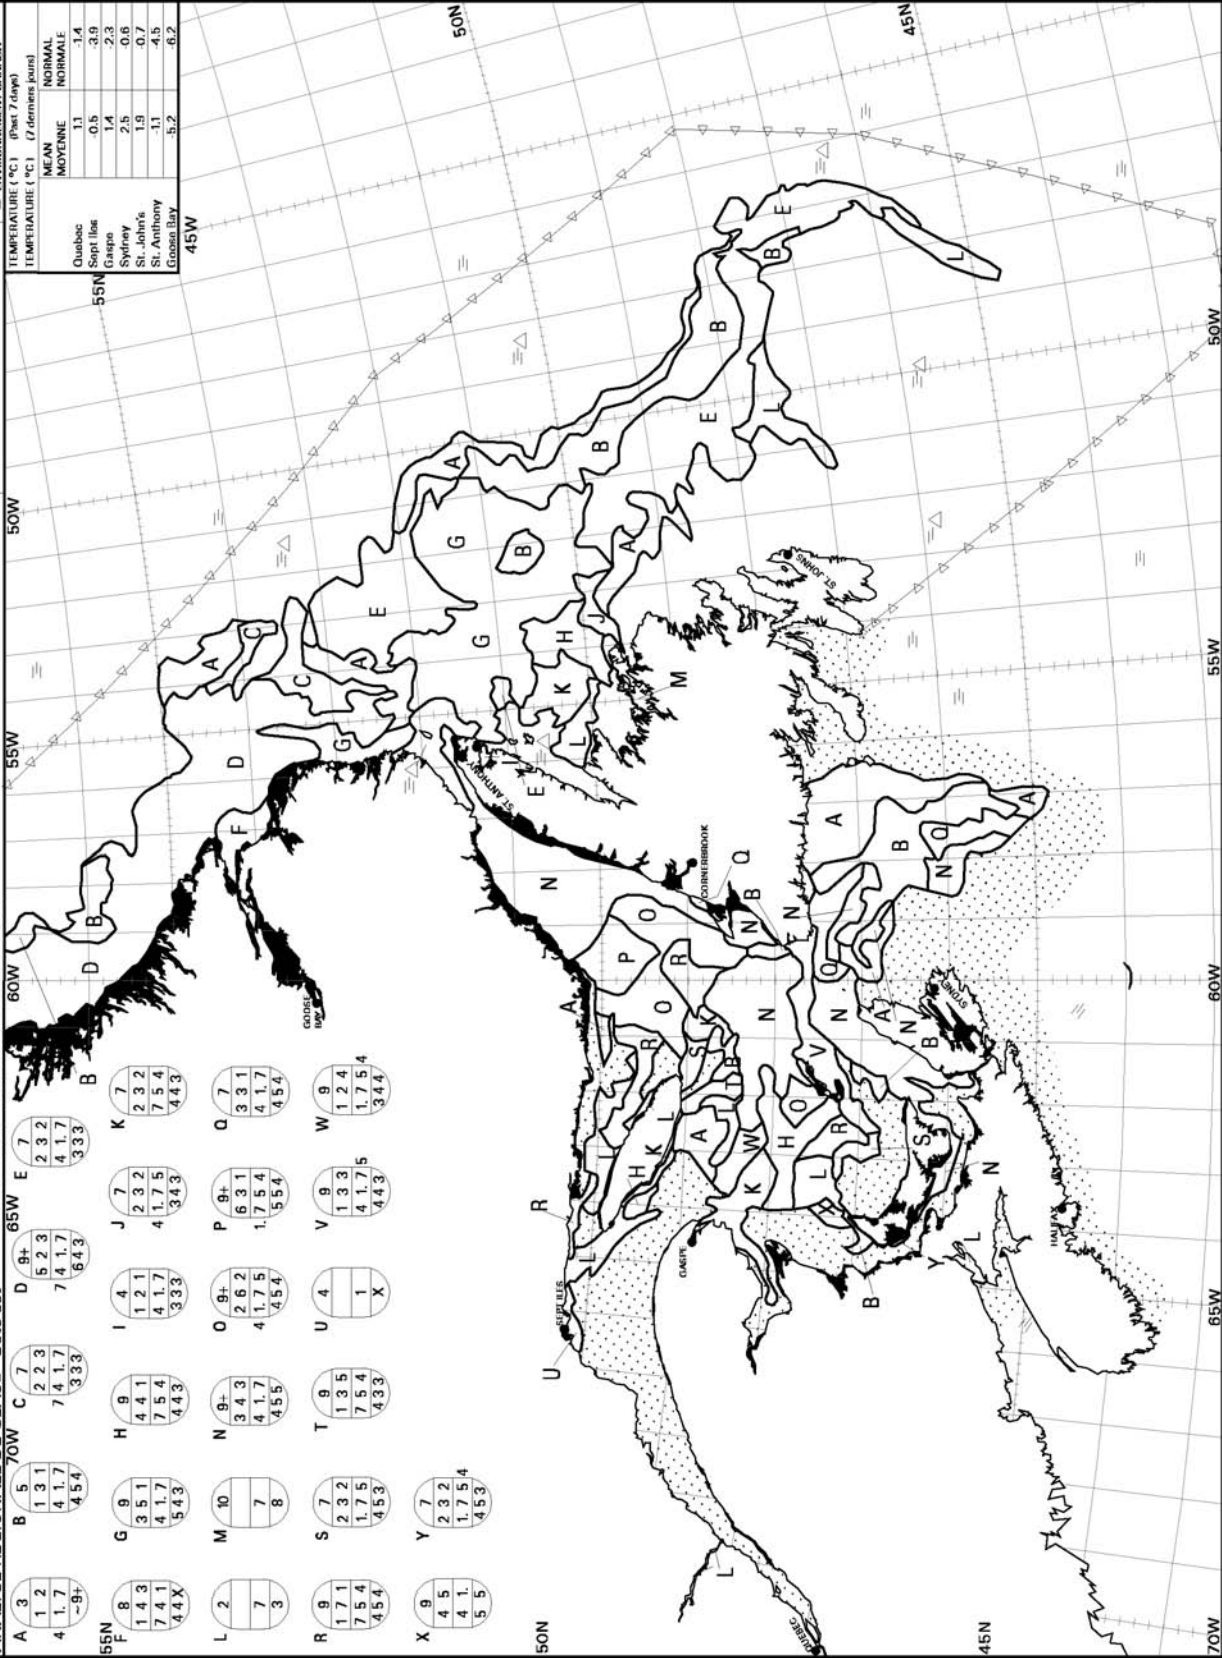 TEMPERATURE ( °C ) (Past 7 days)
TEMPERATURE ( °C ) (7 derniers jours)
MEAN NORMAL
MOYENNE NORMALE
Quebec 1.1 -1.4
Sept Iles -0.5 -3.9
Gaspe 1.4 -2.3
Sydney 2.5 -0.6
St. John's 1.9 -0.7
St. Anthony -1.1 -4.5
Goose Bay -5.2 -6.2
70W 65W 60W 55W 50W 45W
A
3
1 2
4 1. 7
~9+
B
5
1 3 1
4 1.7
4 5 4
C
7
2 2 3
7 4 1.7
3 3 3
D
9+
5 2 3
7 4 1.7
6 4 3
E
7
2 3 2
4 1.7
3 3 3
F
8
1 4 3
7 4 1
4 4 X
G
9
3 5 1
4 1.7
5 4 3
H
9
4 4 1
7 5 4
4 4 3
I
4
1 2 1
4 1.7
3 3 3
J
7
2 3 2
4 1.7 5
3 4 3
K
7
2 3 2
7 5 4
4 4 3
L
2
7
3
M
10
7
8
N
9+
3 4 3
4 1.7
4 5 5
O
9+
2 6 2
4 1.7 5
4 5 4
P
9+
6 3 1
1.7 5 4
5 5 4
Q
7
3 3 1
4 1.7
4 5 4
R
9
1 7 1
7 5 4
4 5 4
S
7
2 3 2
1.7 5
4 5 3
T
9
1 3 5
7 5 4
4 3 3
U
4
1
X
V
9
1 3 3
4 1.7 5
4 4 3
W
9
1 2 4
1.7 5 4
3 4 4
X
9
4 5
4 1.
5 5
Y
7
2 3 2
1.7 5 4
4 5 3
55N
55N
50N
50N
45N
45N
GOOSE BAY
ST. ANTHONY
CORNERBROOK
ST. JOHNS
SEPT ILES
GASPE
SYDNEY
HALIFAX
QUEBEC
70W 65W 60W 55W 50W